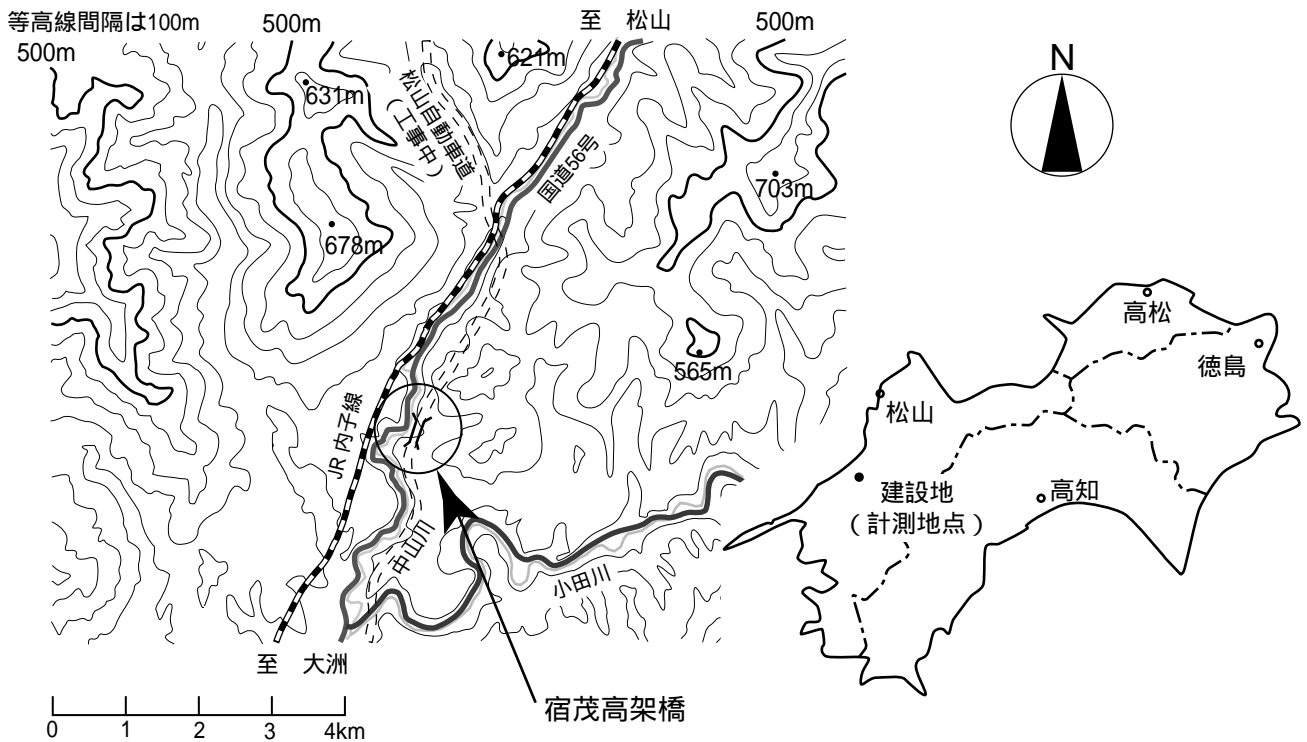 等高線間隔は100m
500m
500m
至 松山
500m
N
621m
631m
松山自動車道
(工事中)
国道56号
703m
678m
高松
565m
徳島
松山
JR 内子線
建設地
(計測地点)
高知
中山川
小田川
至 大洲
宿茂高架橋
0 1 2 3 4km